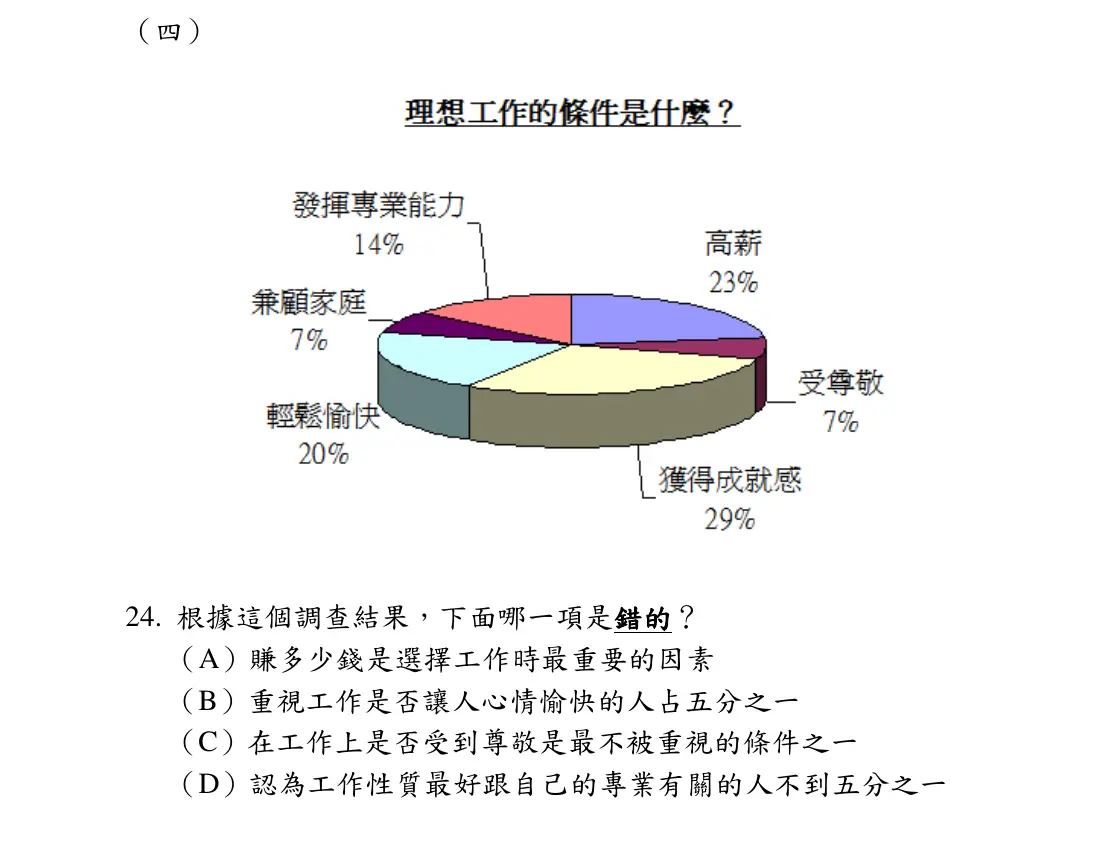 （四）
理想工作的條件是什麼？
發揮專業能力
14%
高薪
23%
兼顧家庭
7%
受尊敬
7%
輕鬆愉快
20%
獲得成就感
29%
24. 根據這個調查結果，下面哪一項是錯的？
（A）賺多少錢是選擇工作時最重要的因素
（B）重視工作是否讓人心情愉快的人占五分之一
（C）在工作上是否受到尊敬是最不被重視的條件之一
（D）認為工作性質最好跟自己的專業有關的人不到五分之一